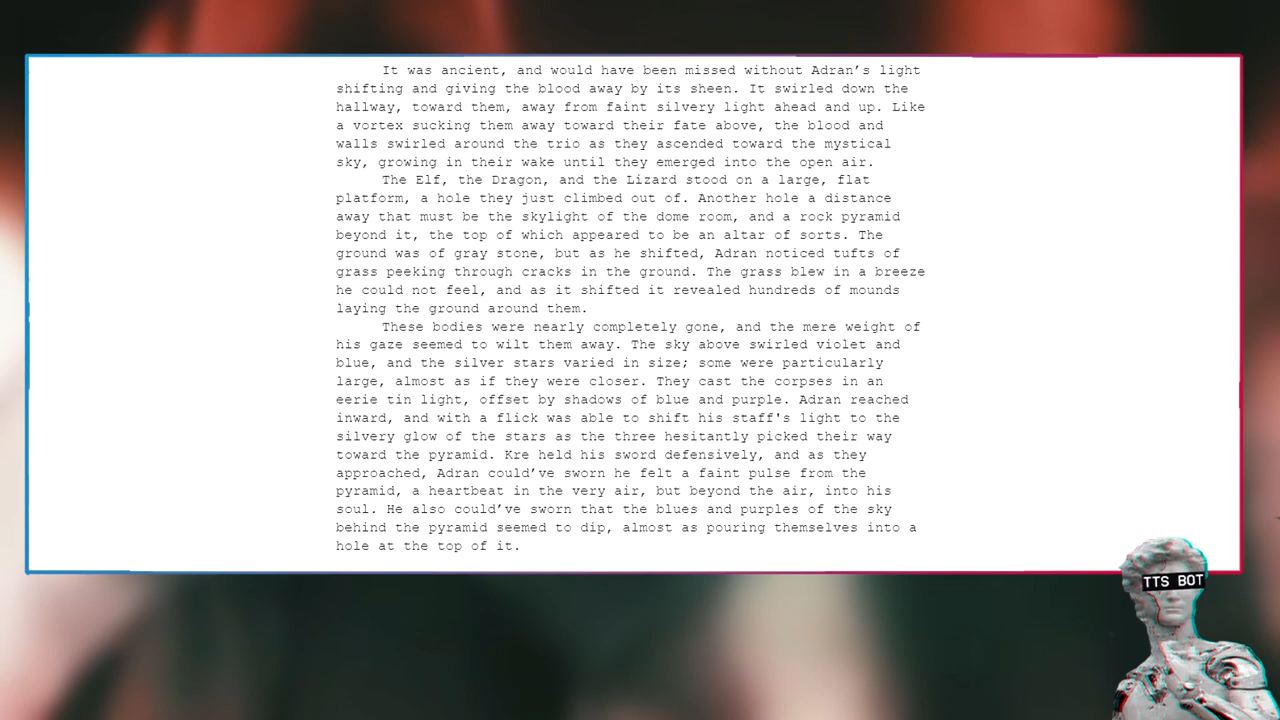 It was ancient, and would have been missed without Adran’s light
shifting and giving the blood away by its sheen. It swirled down the
hallway, toward them, away from faint silvery light ahead and up. Like
a vortex sucking them away toward their fate above, the blood and
walls swirled around the trio as they ascended toward the mystical
sky, growing in their wake until they emerged into the open air.
The Elf, the Dragon, and the Lizard stood on a large, flat
platform, a hole they just climbed out of. Another hole a distance
away that must be the skylight of the dome room, and a rock pyramid
beyond it, the top of which appeared to be an altar of sorts. The
ground was of gray stone, but as he shifted, Adran noticed tufts of
grass peeking through cracks in the ground. The grass blew in a breeze
he could not feel, and as it shifted it revealed hundreds of mounds
laying the ground around them.
These bodies were nearly completely gone, and the mere weight of
his gaze seemed to wilt them away. The sky above swirled violet and
blue, and the silver stars varied in size; some were particularly
large, almost as if they were closer. They cast the corpses in an
eerie tin light, offset by shadows of blue and purple. Adran reached
inward, and with a flick was able to shift his staff's light to the
silvery glow of the stars as the three hesitantly picked their way
toward the pyramid. Kre held his sword defensively, and as they
approached, Adran could’ve sworn he felt a faint pulse from the
pyramid, a heartbeat in the very air, but beyond the air, into his
soul. He also could’ve sworn that the blues and purples of the sky
behind the pyramid seemed to dip, almost as pouring themselves into a
hole at the top of it.
TTS BOT